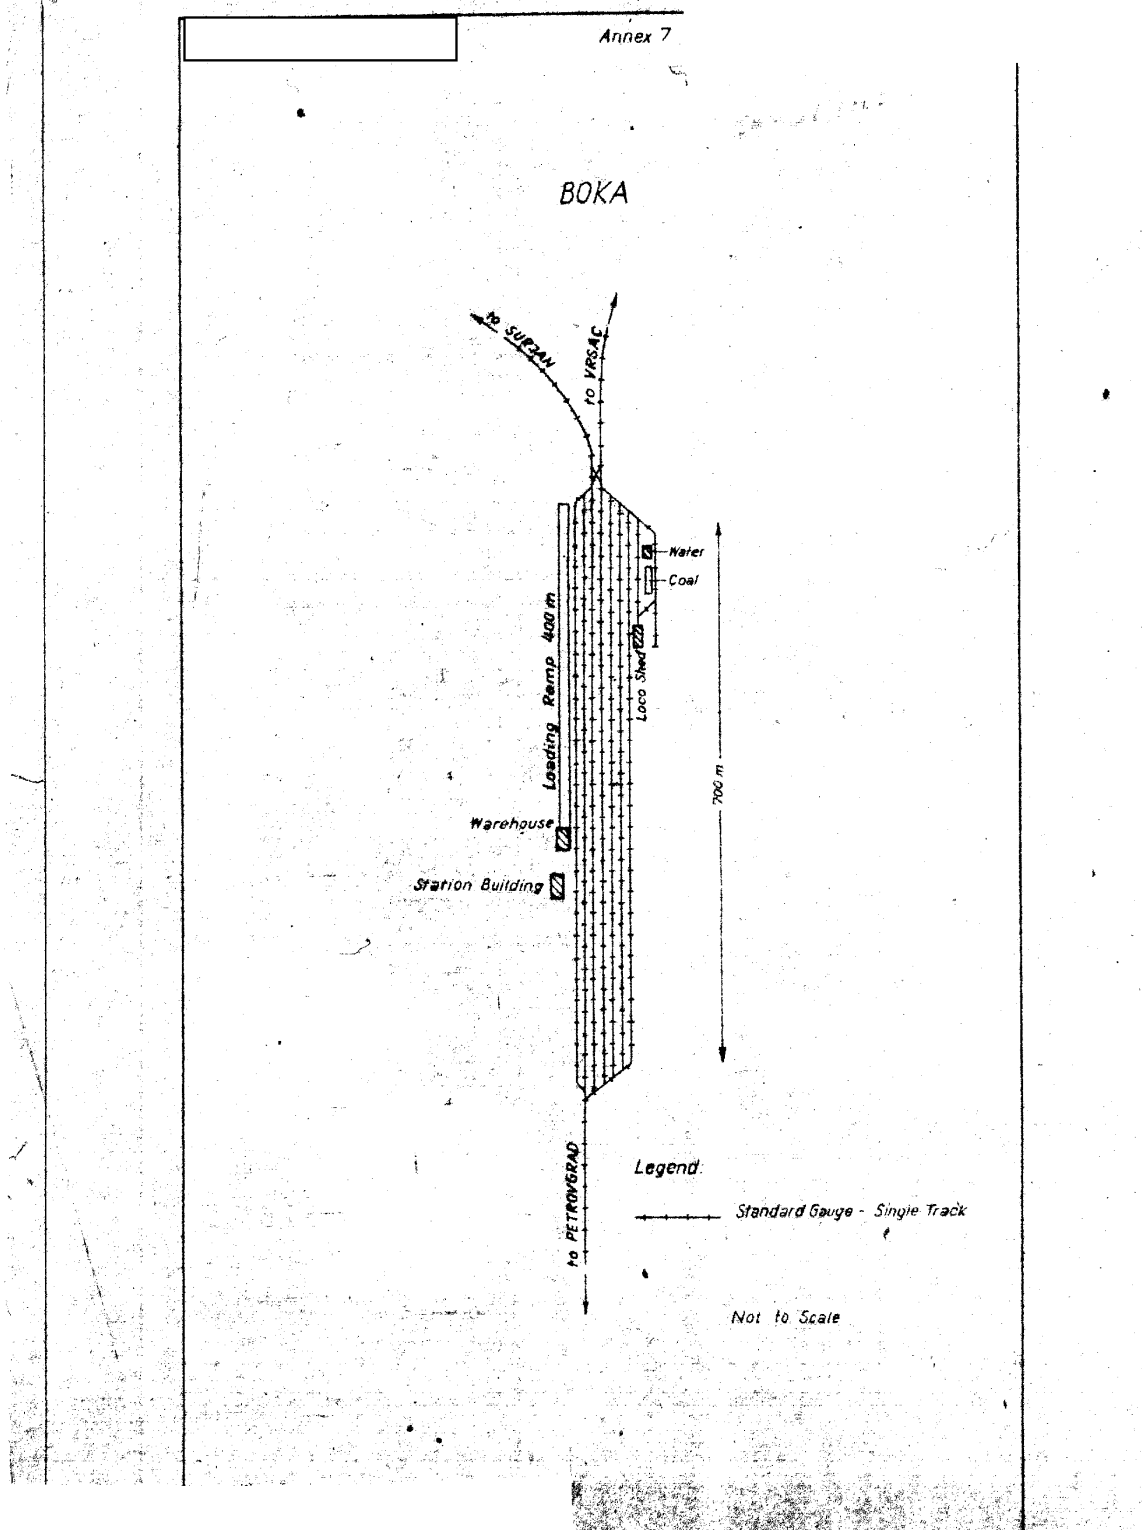 Annex 7
BOKA
to SURJAN
to VRSAC
Water
Coal
Loading Ramp 400 m
Loco Shed
700 m
Warehouse
Station Building
to PETROVGRAD
Legend:
Standard Gauge - Single Track
Not to Scale